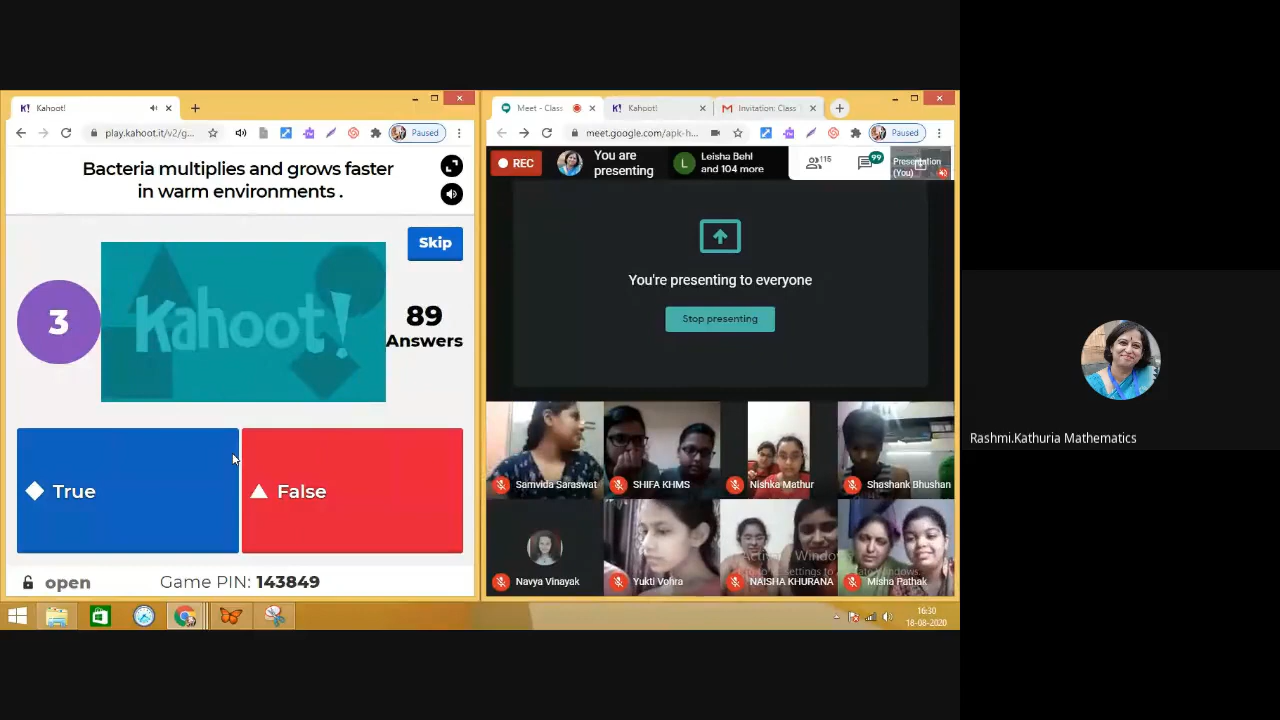 Kahoot!
play.kahoot.it/v2/g...
Paused
Bacteria multiplies and grows faster
in warm environments .
Skip
3
Kahoot!
89
Answers
True
False
open
Game PIN: 143849
Meet - Class
Kahoot!
Invitation: Class
meet.google.com/apk-h...
Paused
REC
You are
presenting
L
Leisha Behl
and 104 more
115
99
Presentation
(You)
You're presenting to everyone
Stop presenting
Samvida Saraswat
SHIFA KHMS
Nishka Mathur
Shashank Bhushan
Navya Vinayak
Yukti Vohra
NAISHA KHURANA
Misha Pathak
16:30
18-08-2020
Rashmi.Kathuria Mathematics